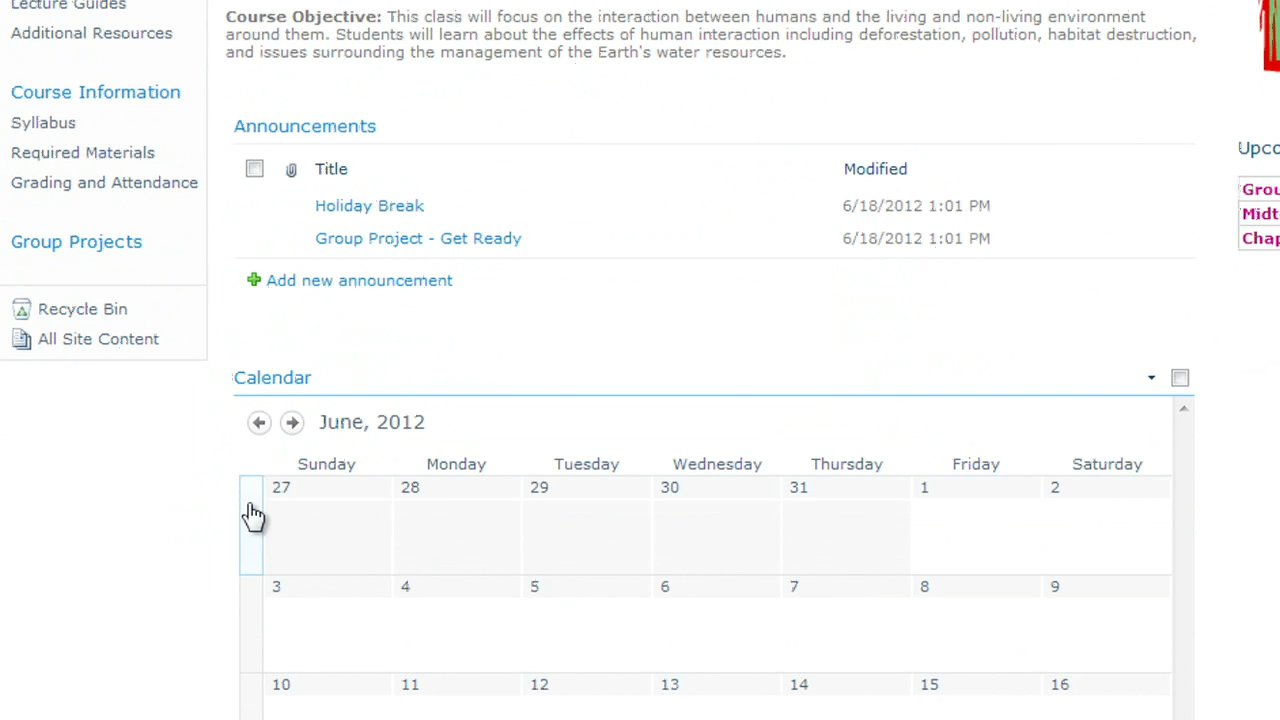 Lecture Guides
Additional Resources
Course Information
Syllabus
Required Materials
Grading and Attendance
Group Projects
Recycle Bin
All Site Content
Course Objective: This class will focus on the interaction between humans and the living and non-living environment
around them. Students will learn about the effects of human interaction including deforestation, pollution, habitat destruction,
and issues surrounding the management of the Earth's water resources.
Announcements
Title Modified
Holiday Break 6/18/2012 1:01 PM
Group Project - Get Ready 6/18/2012 1:01 PM
Add new announcement
Calendar
June, 2012
Sunday Monday Tuesday Wednesday Thursday Friday Saturday
27 28 29 30 31 1 2
3 4 5 6 7 8 9
10 11 12 13 14 15 16
Upco
Grou
Midt
Chap